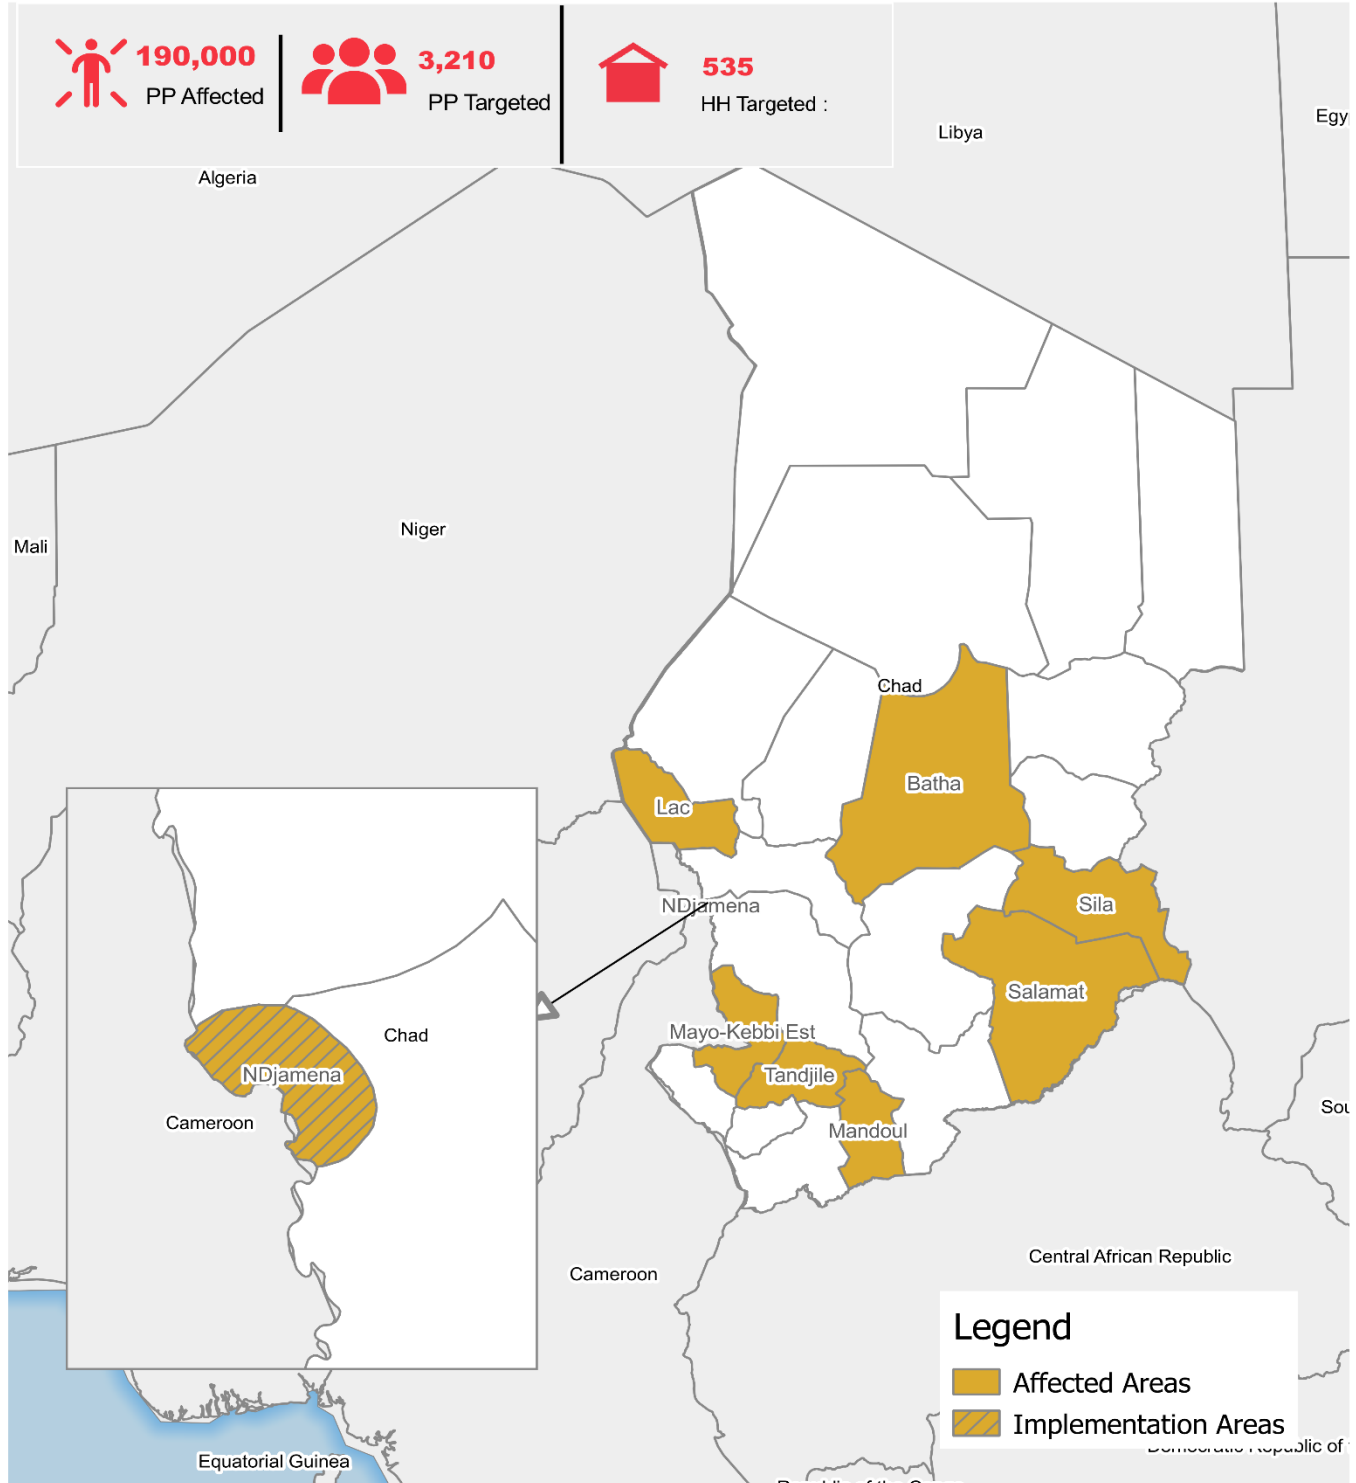 190,000
PP Affected
3,210
PP Targeted
535
HH Targeted :
Libya
Egy
Algeria
Niger
Mali
Chad
Batha
Lac
NDjamena
Sila
Salamat
Mayo-Kebbi Est
Tandjile
Mandoul
Chad
NDjamena
Cameroon
Sou
Central African Republic
Cameroon
Legend
Affected Areas
Implementation Areas
Equatorial Guinea